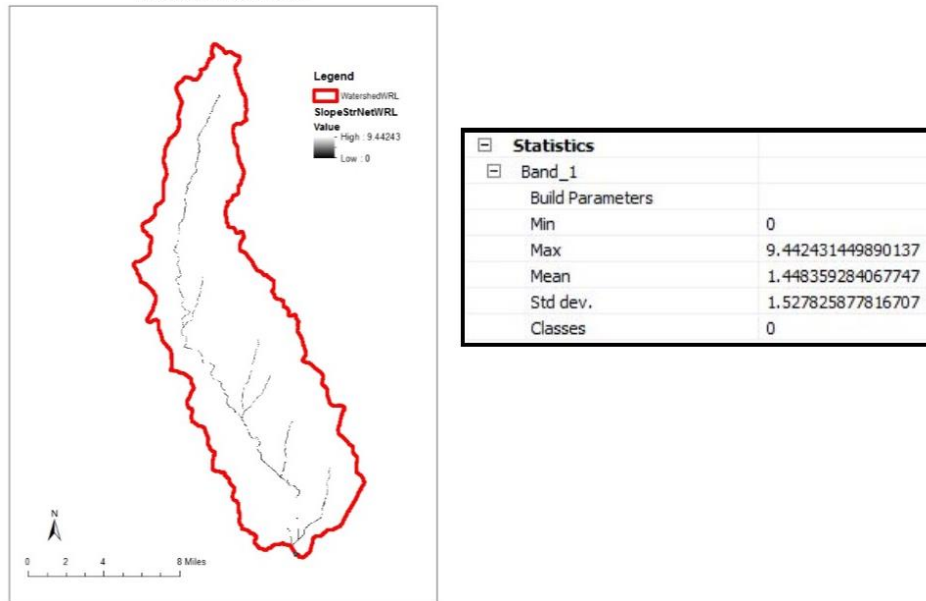 Legend
WatershedWRL
SlopeStrNetWRL
Value
High : 9.44243
Low : 0
N
0 2 4 8 Miles
Statistics
Band_1
Build Parameters
Min 0
Max 9.442431449890137
Mean 1.448359284067747
Std dev. 1.527825877816707
Classes 0